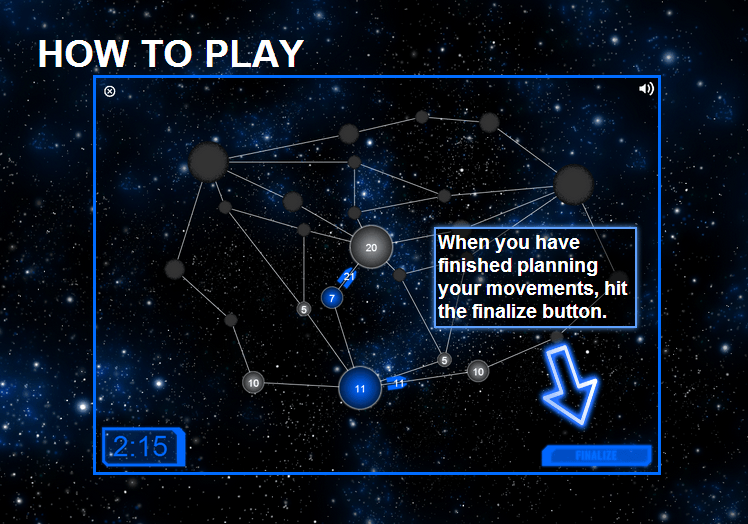 HOW TO PLAY
20
When you have
finished planning
your movements, hit
the finalize button.
21
7
5
5
10
11
11
10
2:15
FINALIZE